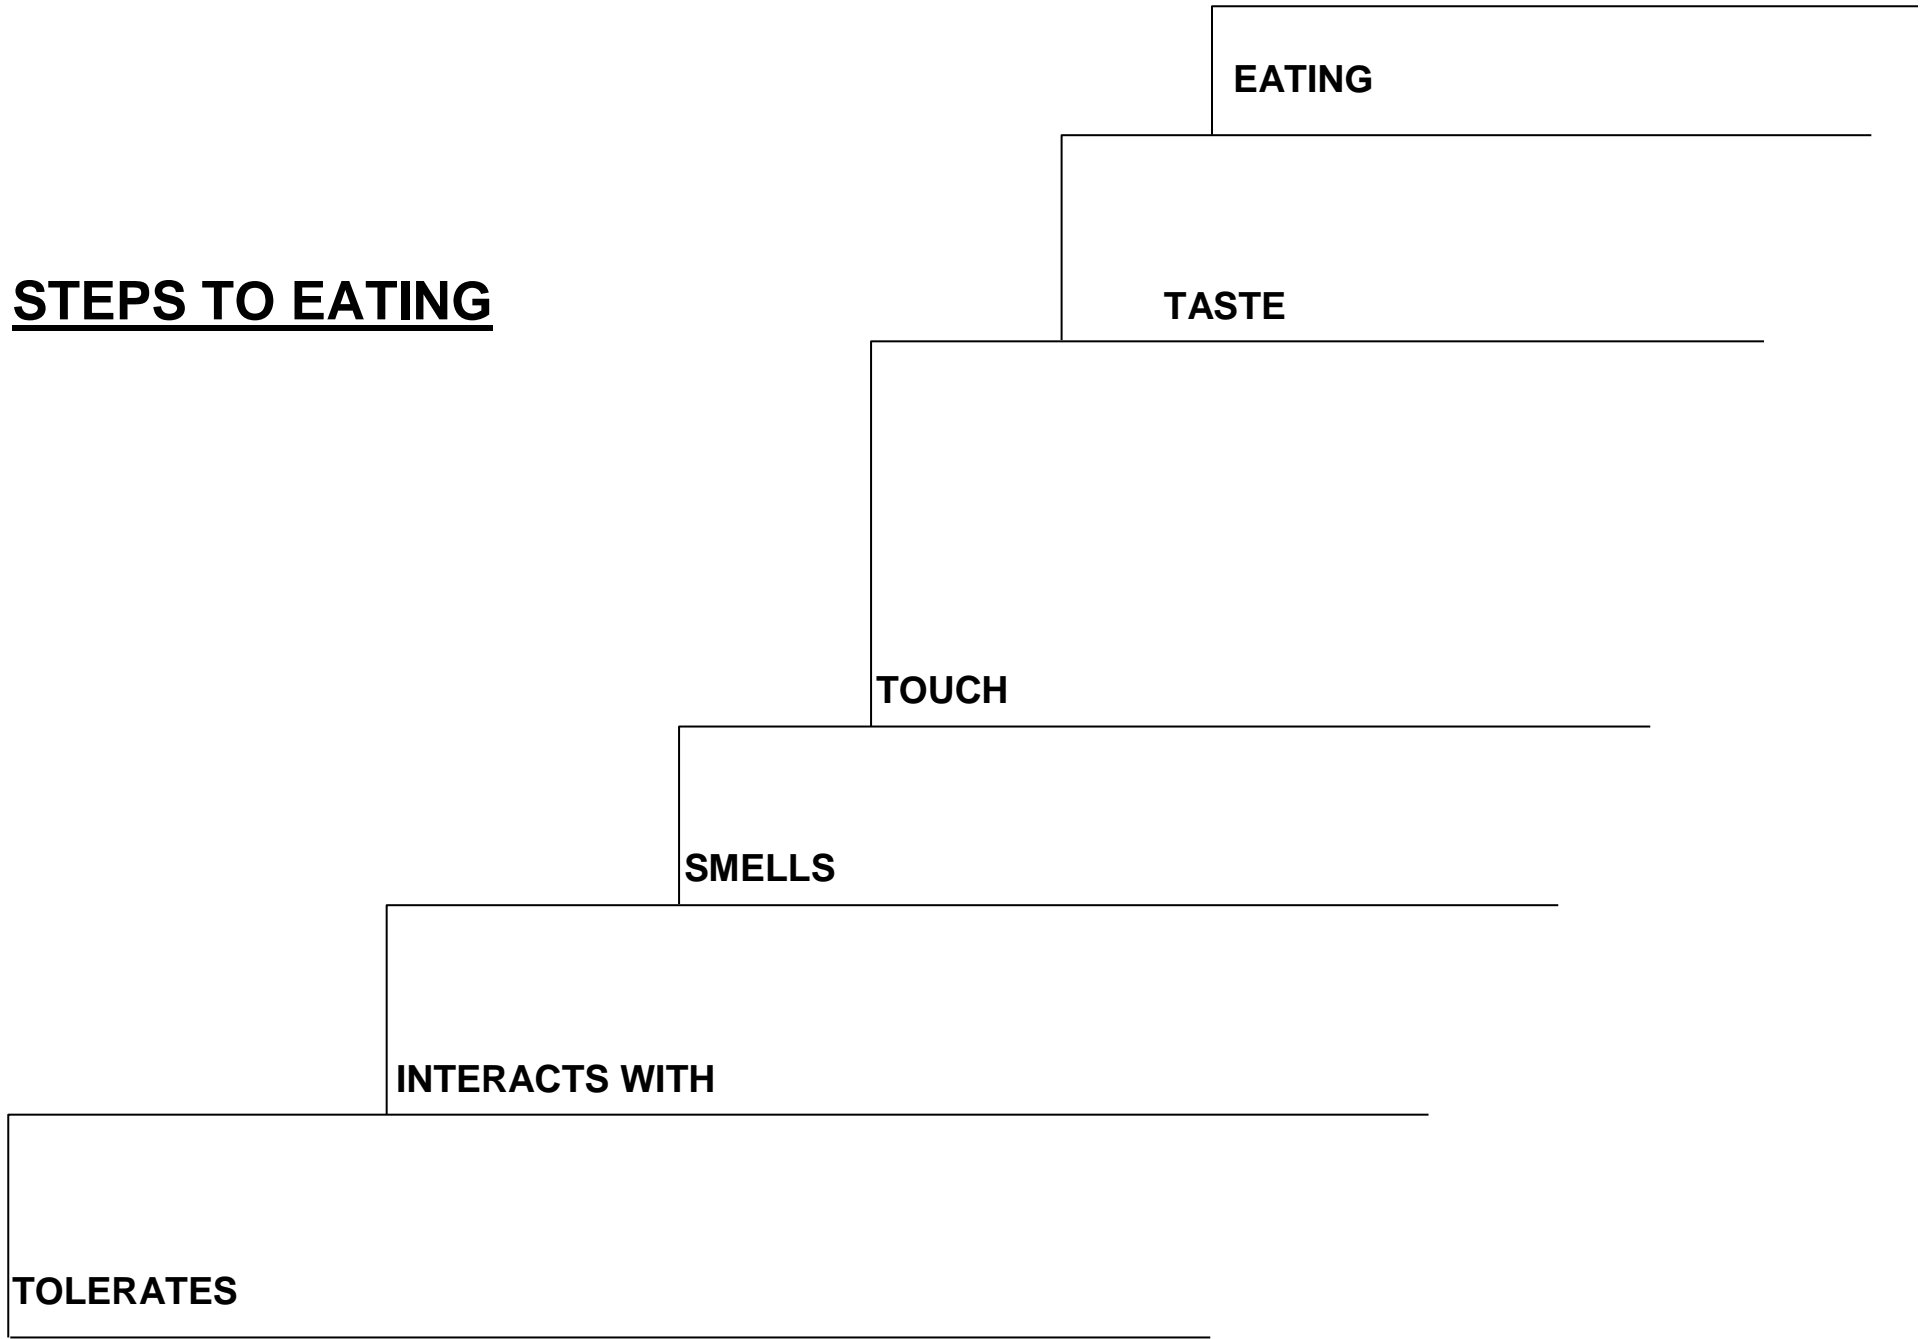 EATING
STEPS TO EATING
TASTE
TOUCH
SMELLS
INTERACTS WITH
TOLERATES